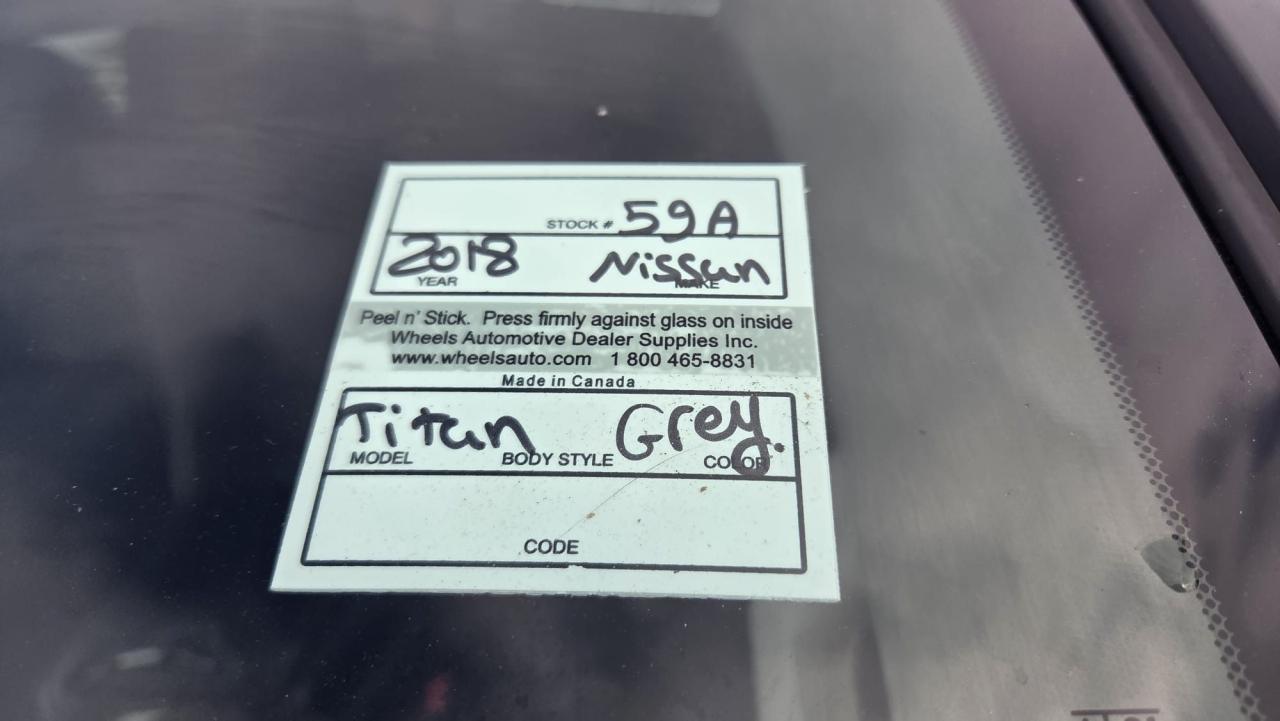 STOCK # 59A
2018 Nissan
YEAR MAKE
Peel n' Stick. Press firmly against glass on inside
Wheels Automotive Dealer Supplies Inc.
www.wheelsauto.com 1 800 465-8831
Made in Canada
Titan Grey.
MODEL BODY STYLE COLOR
CODE